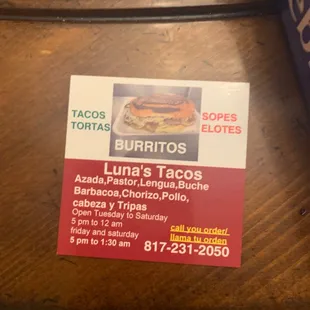 TACOS
TORTAS
SOPES
ELOTES
BURRITOS
Luna's Tacos
Azada,Pastor,Lengua,Buche
Barbacoa,Chorizo,Pollo,
cabeza y Tripas
Open Tuesday to Saturday
5 pm to 12 am
friday and saturday
5 pm to 1:30 am
call you order/
llama tu orden
817-231-2050